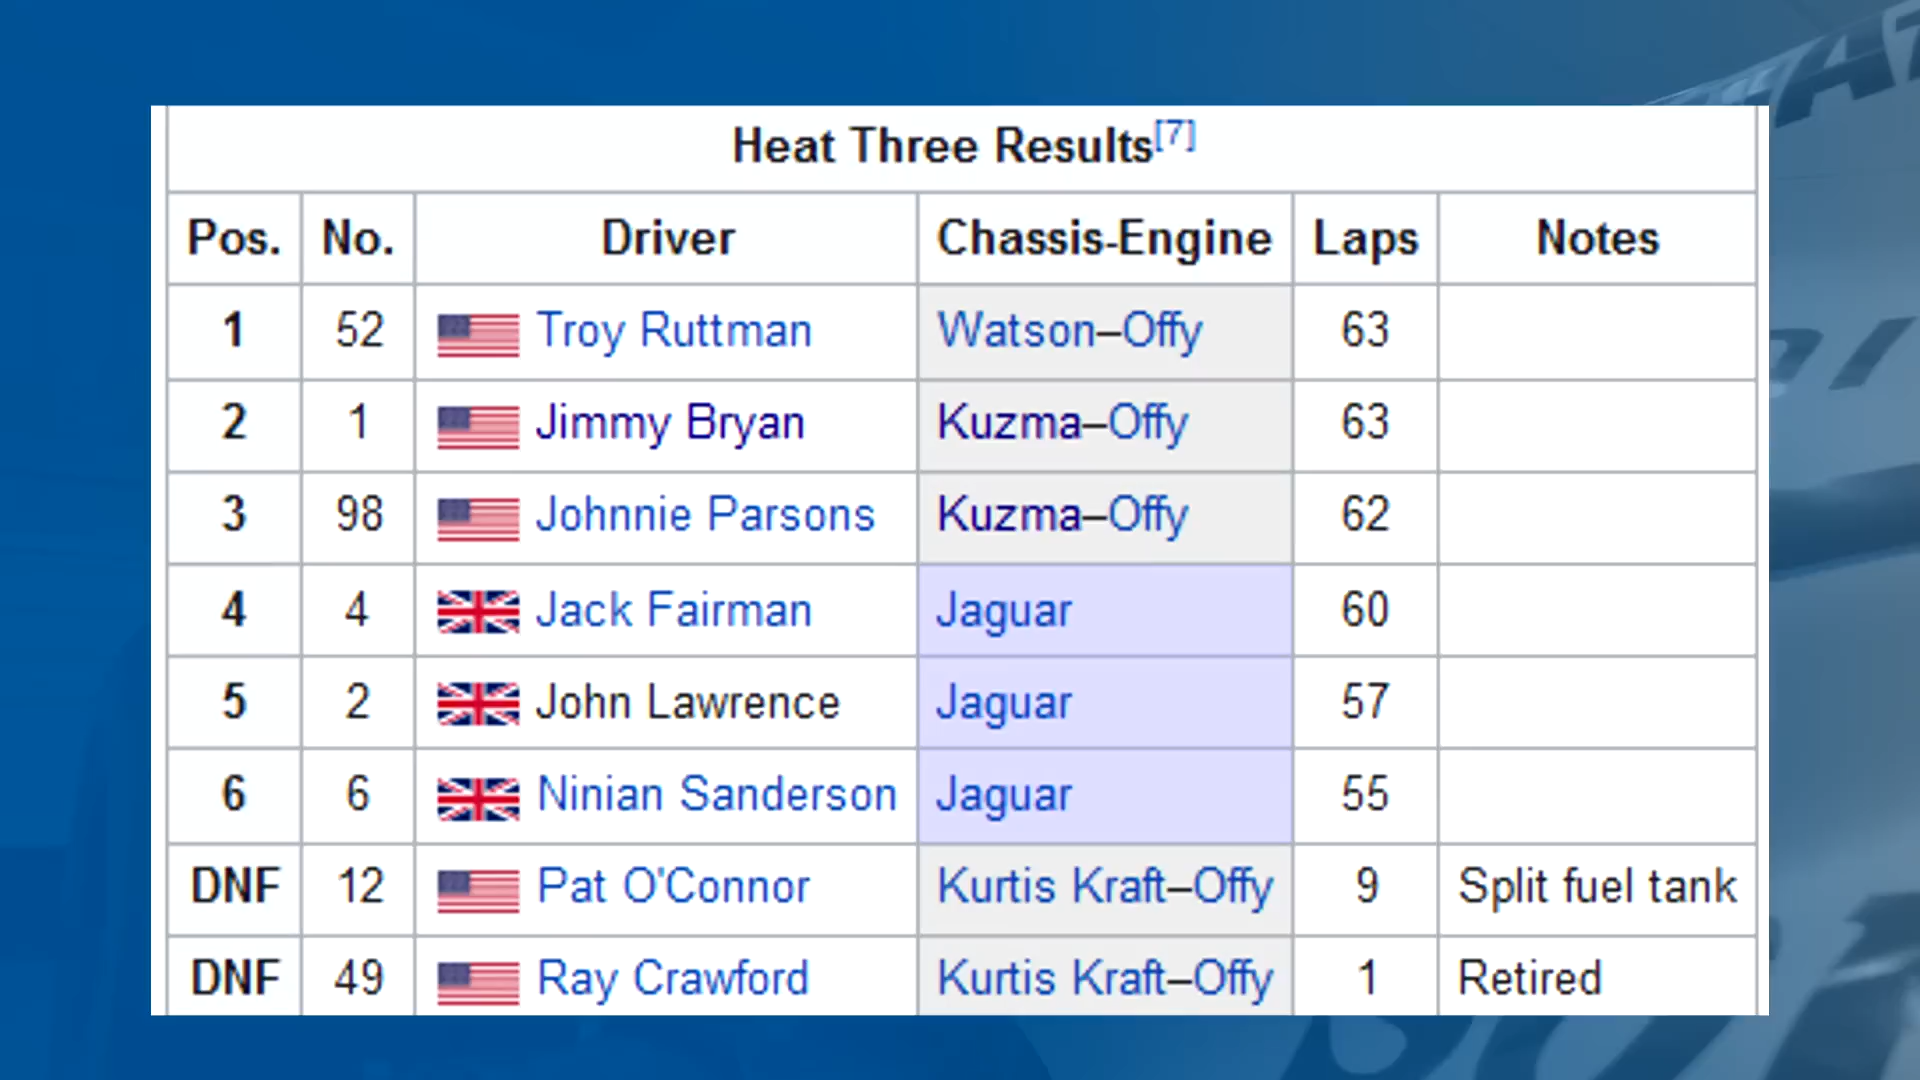 Heat Three Results[7]
Pos. No. Driver Chassis-Engine Laps Notes
1 52 Troy Ruttman Watson–Offy 63
2 1 Jimmy Bryan Kuzma–Offy 63
3 98 Johnnie Parsons Kuzma–Offy 62
4 4 Jack Fairman Jaguar 60
5 2 John Lawrence Jaguar 57
6 6 Ninian Sanderson Jaguar 55
DNF 12 Pat O'Connor Kurtis Kraft–Offy 9 Split fuel tank
DNF 49 Ray Crawford Kurtis Kraft–Offy 1 Retired